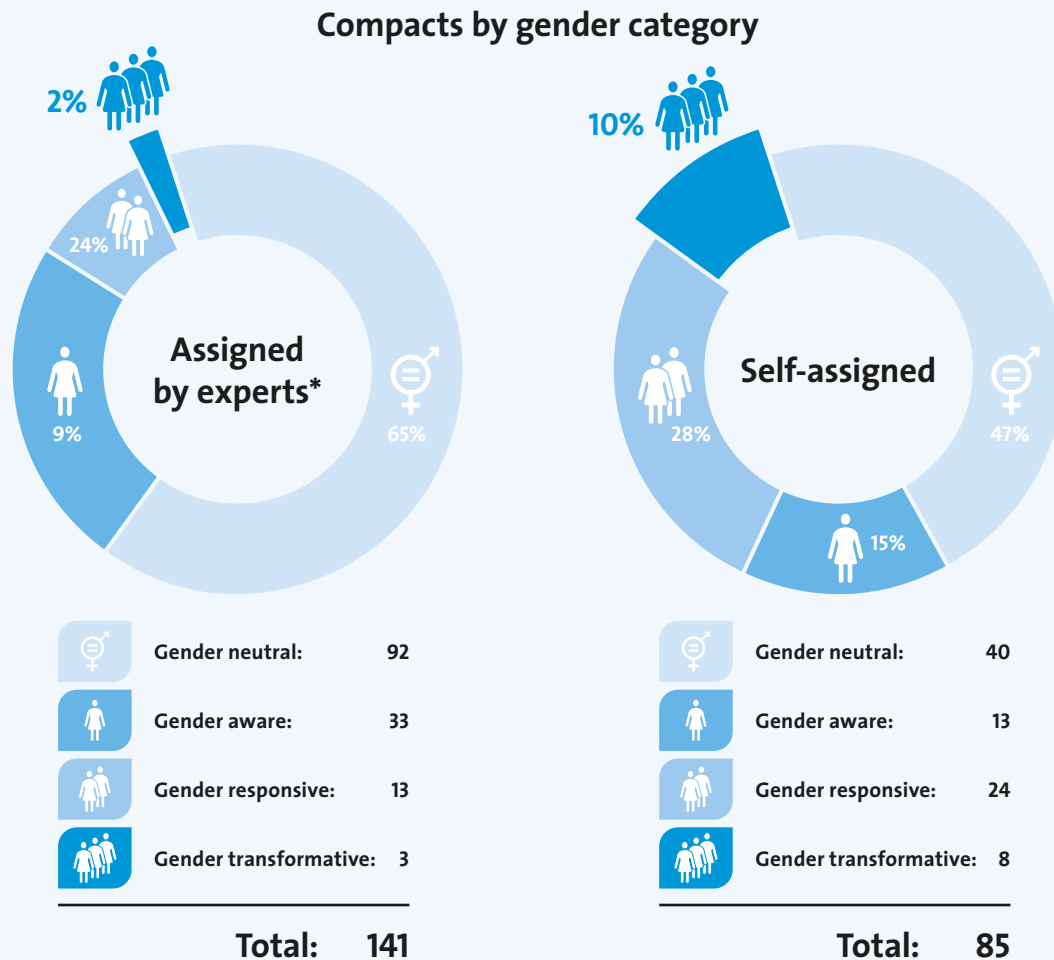 Compacts by gender category
2%
24%
9%
65%
Assigned
by experts*
10%
28%
15%
47%
Self-assigned
Gender neutral: 92
Gender aware: 33
Gender responsive: 13
Gender transformative: 3
Total: 141
Gender neutral: 40
Gender aware: 13
Gender responsive: 24
Gender transformative: 8
Total: 85